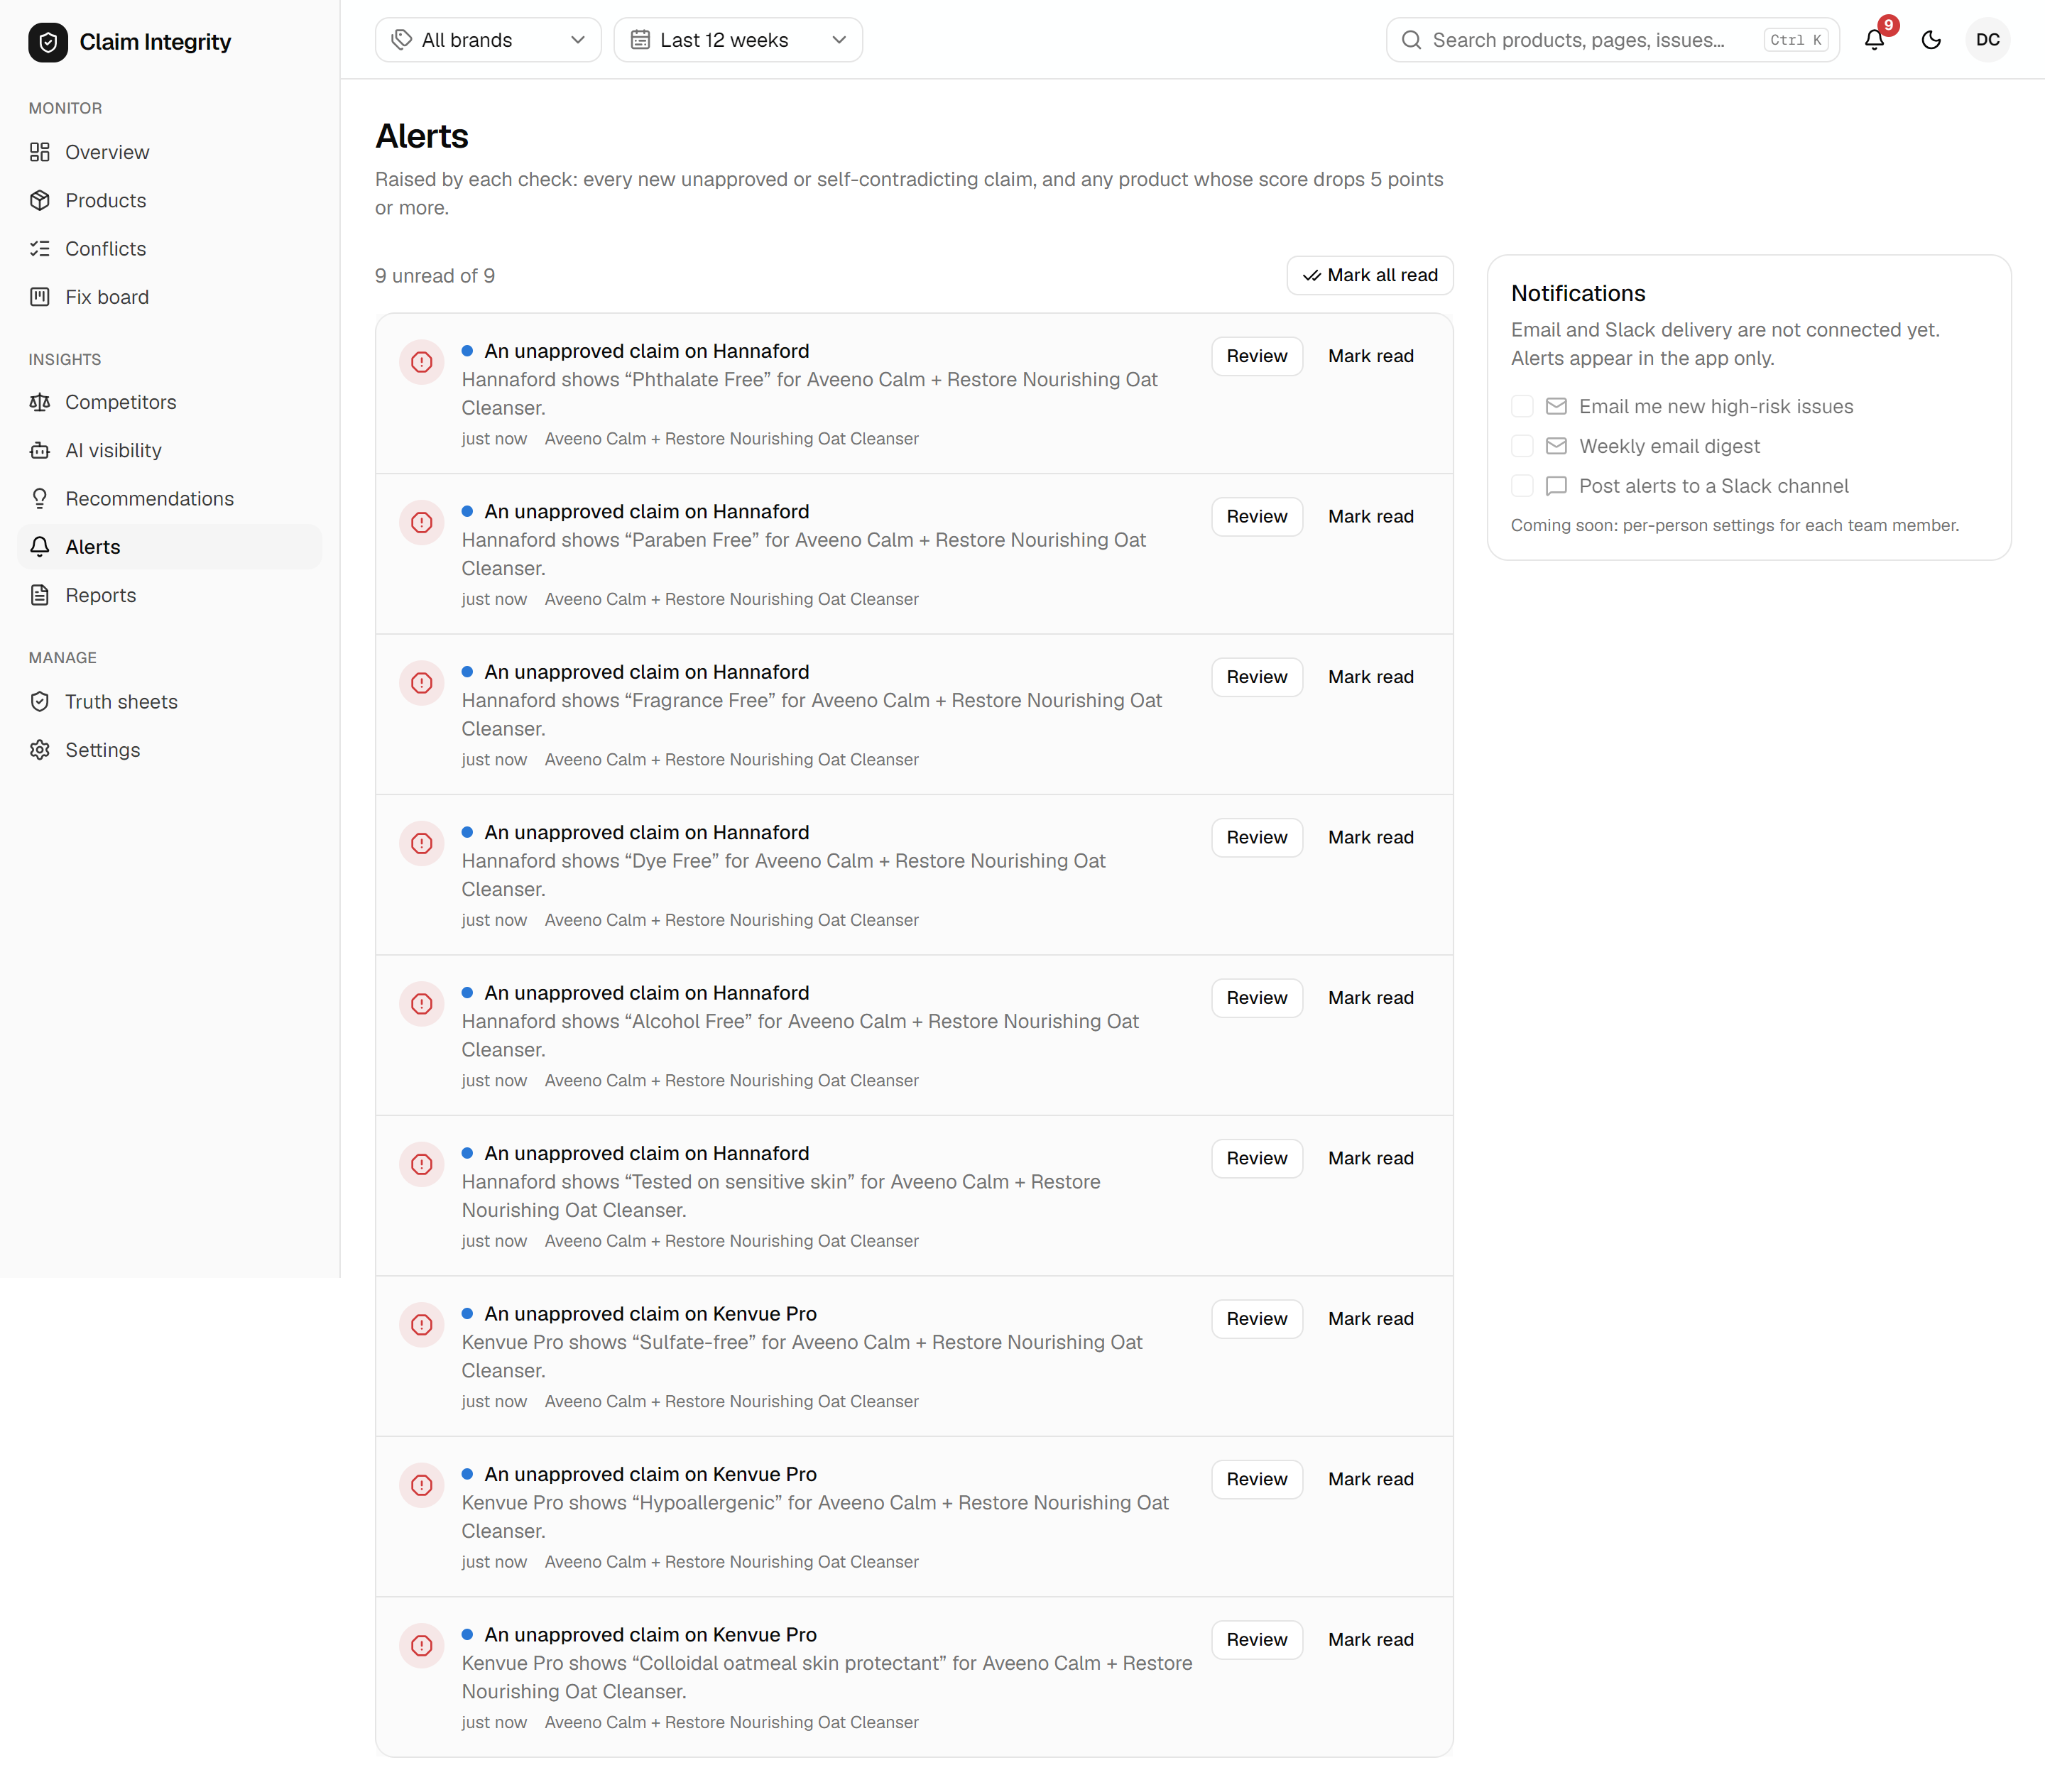 Claim Integrity
MONITOR
Overview
Products
Conflicts
Fix board
INSIGHTS
Competitors
AI visibility
Recommendations
Alerts
Reports
MANAGE
Truth sheets
Settings
All brands
Last 12 weeks
Search products, pages, issues...
Ctrl K
9
DC
Alerts
Raised by each check: every new unapproved or self-contradicting claim, and any product whose score drops 5 points
or more.
9 unread of 9
Mark all read
An unapproved claim on Hannaford
Hannaford shows “Phthalate Free” for Aveeno Calm + Restore Nourishing Oat
Cleanser.
just now Aveeno Calm + Restore Nourishing Oat Cleanser
Review Mark read
An unapproved claim on Hannaford
Hannaford shows “Paraben Free” for Aveeno Calm + Restore Nourishing Oat
Cleanser.
just now Aveeno Calm + Restore Nourishing Oat Cleanser
Review Mark read
An unapproved claim on Hannaford
Hannaford shows “Fragrance Free” for Aveeno Calm + Restore Nourishing Oat
Cleanser.
just now Aveeno Calm + Restore Nourishing Oat Cleanser
Review Mark read
An unapproved claim on Hannaford
Hannaford shows “Dye Free” for Aveeno Calm + Restore Nourishing Oat
Cleanser.
just now Aveeno Calm + Restore Nourishing Oat Cleanser
Review Mark read
An unapproved claim on Hannaford
Hannaford shows “Alcohol Free” for Aveeno Calm + Restore Nourishing Oat
Cleanser.
just now Aveeno Calm + Restore Nourishing Oat Cleanser
Review Mark read
An unapproved claim on Hannaford
Hannaford shows “Tested on sensitive skin” for Aveeno Calm + Restore
Nourishing Oat Cleanser.
just now Aveeno Calm + Restore Nourishing Oat Cleanser
Review Mark read
An unapproved claim on Kenvue Pro
Kenvue Pro shows “Sulfate-free” for Aveeno Calm + Restore Nourishing Oat
Cleanser.
just now Aveeno Calm + Restore Nourishing Oat Cleanser
Review Mark read
An unapproved claim on Kenvue Pro
Kenvue Pro shows “Hypoallergenic” for Aveeno Calm + Restore Nourishing Oat
Cleanser.
just now Aveeno Calm + Restore Nourishing Oat Cleanser
Review Mark read
An unapproved claim on Kenvue Pro
Kenvue Pro shows “Colloidal oatmeal skin protectant” for Aveeno Calm + Restore
Nourishing Oat Cleanser.
just now Aveeno Calm + Restore Nourishing Oat Cleanser
Review Mark read
Notifications
Email and Slack delivery are not connected yet.
Alerts appear in the app only.
Email me new high-risk issues
Weekly email digest
Post alerts to a Slack channel
Coming soon: per-person settings for each team member.